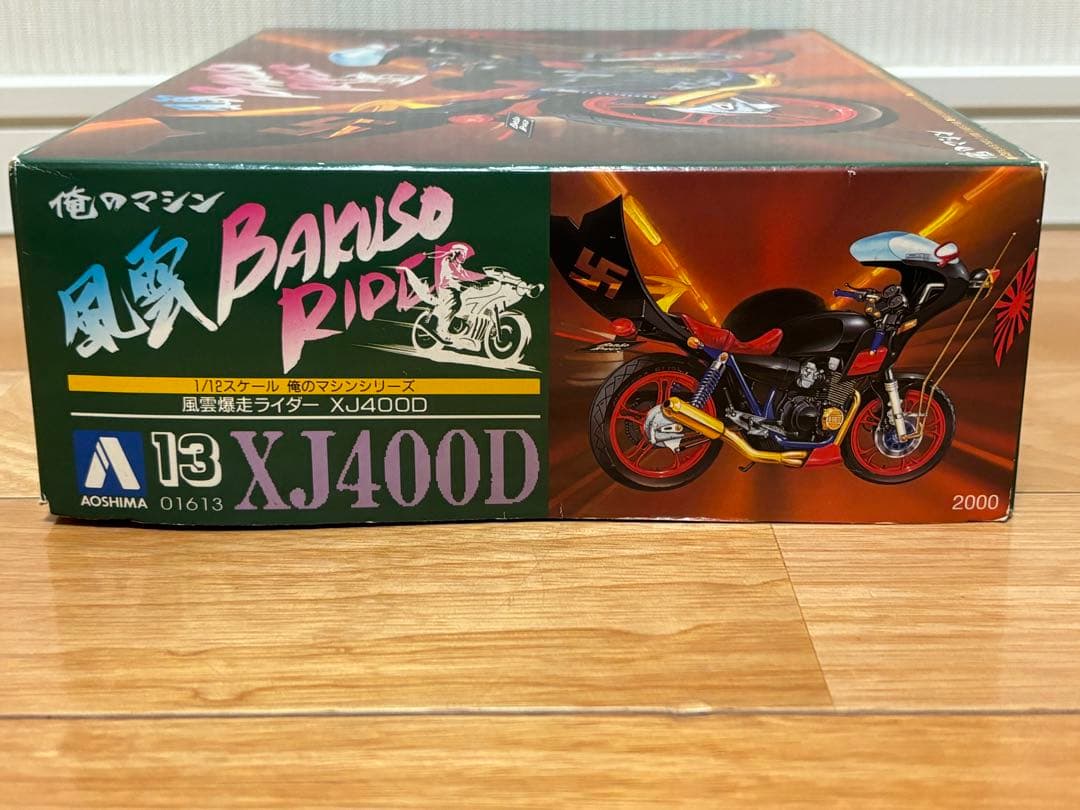 俺のマシン
風雲 BAKUSO
RIDER
1/12スケール 俺のマシンシリーズ
風雲爆走ライダー XJ400D
AOSHIMA
13
01613
XJ400D
2000